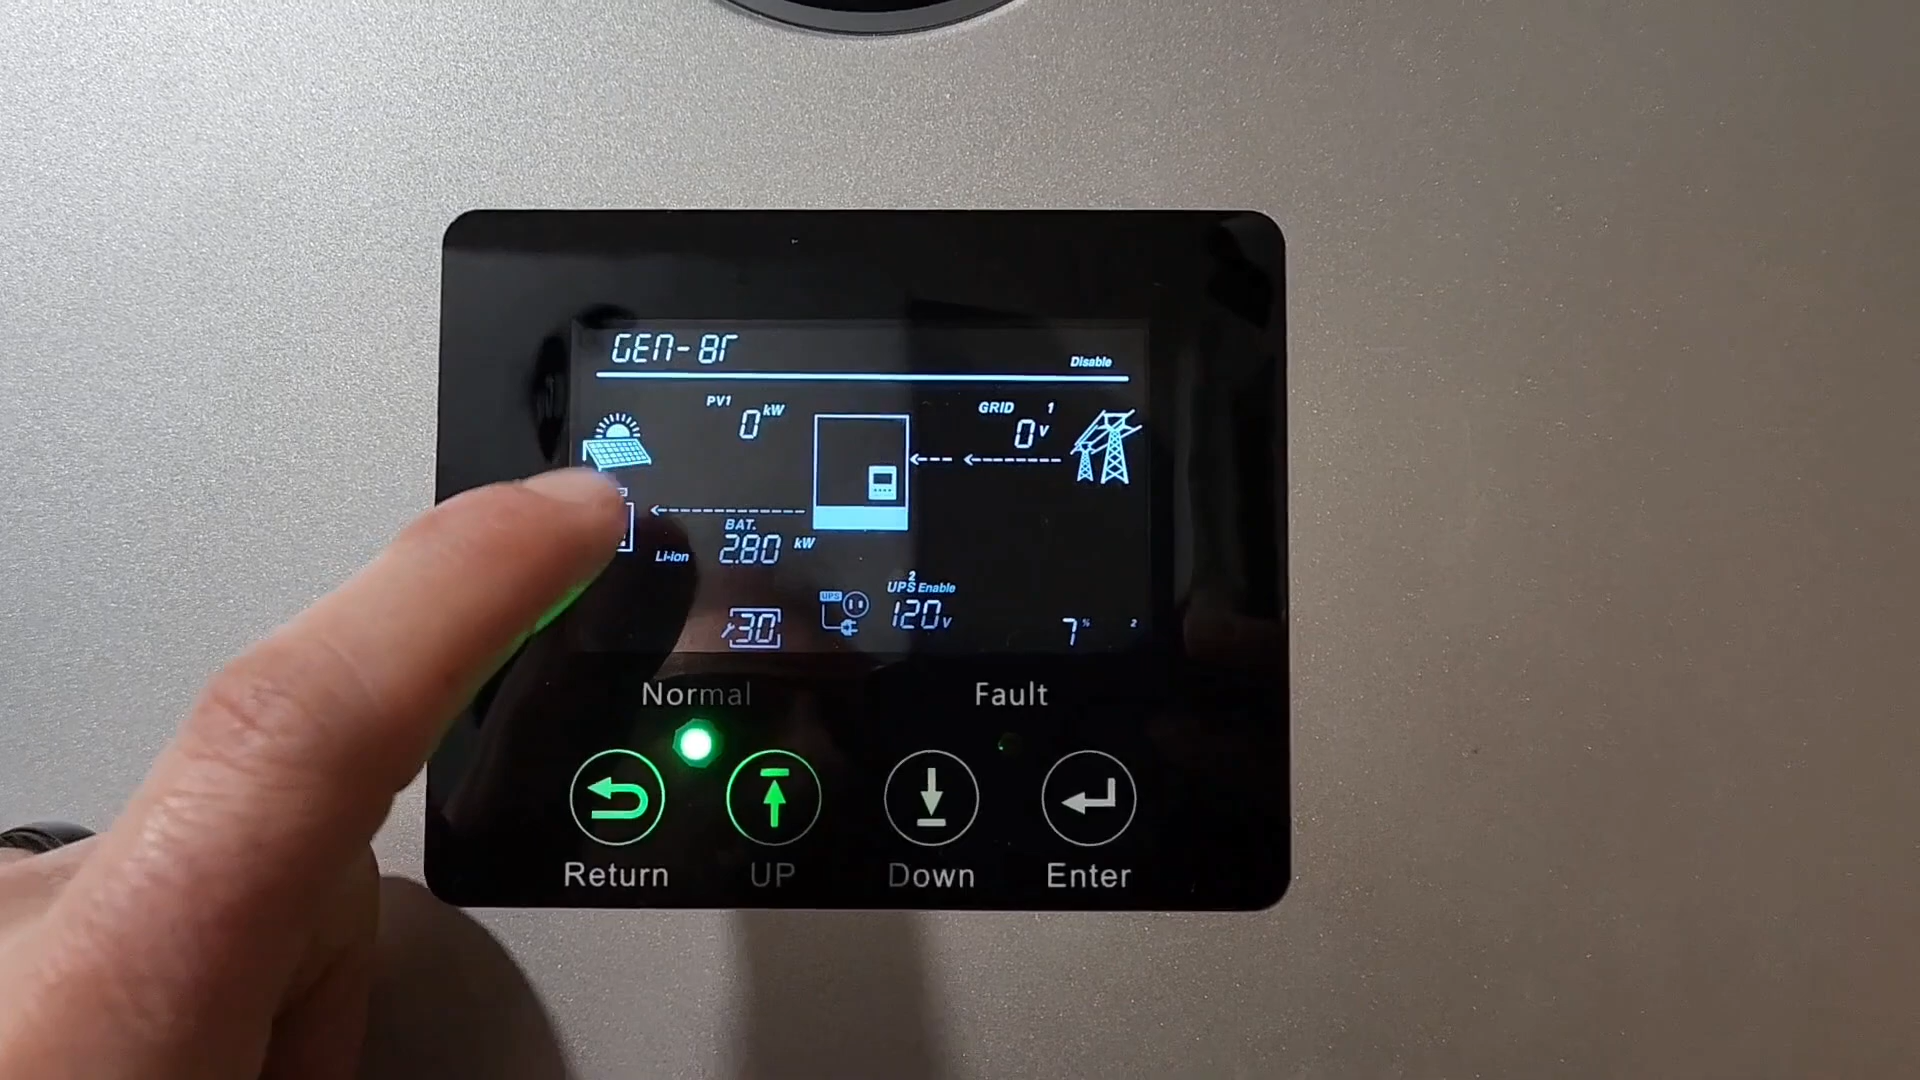 GEN-8r
Disable
PV1
0 kW
GRID 1
0 V
BAT.
Li-ion 2.80 kW
2
UPS Enable
UPS
120 V
30
7 % 2
Normal Fault
Return UP Down Enter